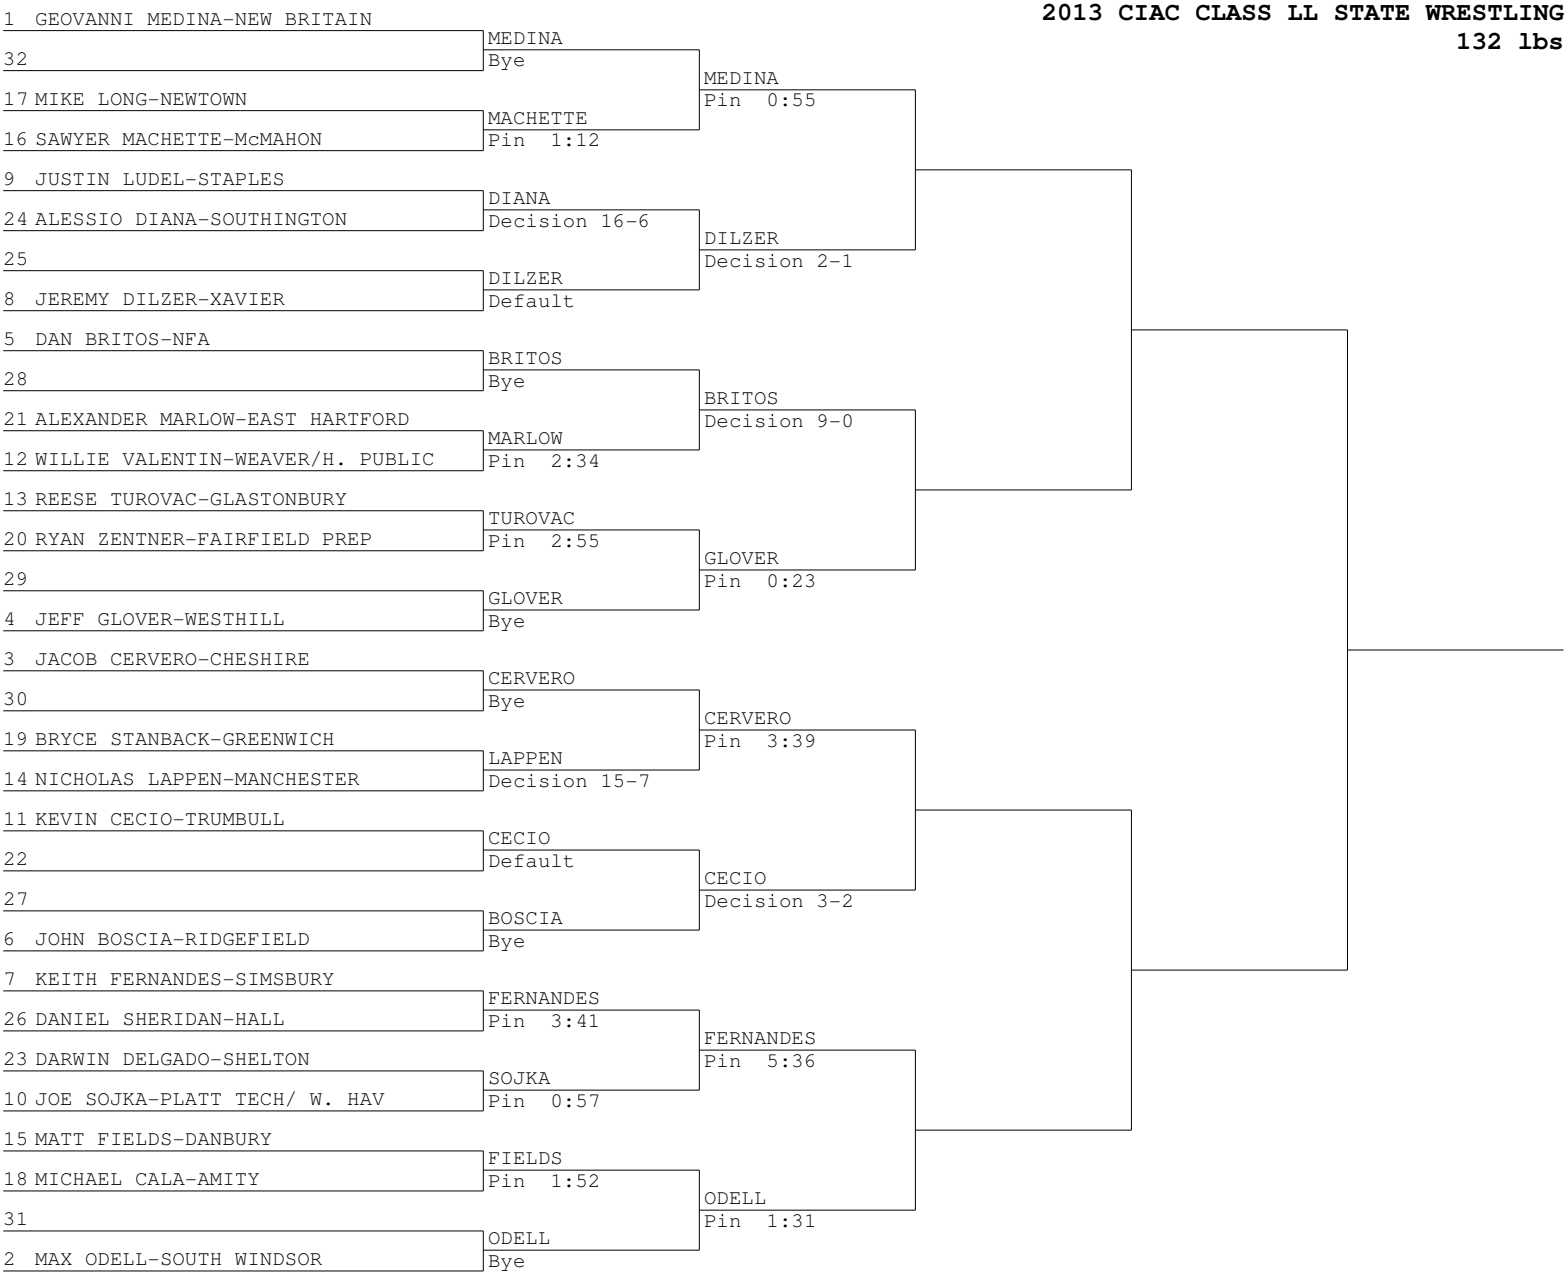 2013 CIAC CLASS LL STATE WRESTLING
132 lbs
1 GEOVANNI MEDINA-NEW BRITAIN
32
17 MIKE LONG-NEWTOWN
16 SAWYER MACHETTE-McMAHON
9 JUSTIN LUDEL-STAPLES
24 ALESSIO DIANA-SOUTHINGTON
25
8 JEREMY DILZER-XAVIER
5 DAN BRITOS-NFA
28
21 ALEXANDER MARLOW-EAST HARTFORD
12 WILLIE VALENTIN-WEAVER/H. PUBLIC
13 REESE TUROVAC-GLASTONBURY
20 RYAN ZENTNER-FAIRFIELD PREP
29
4 JEFF GLOVER-WESTHILL
3 JACOB CERVERO-CHESHIRE
30
19 BRYCE STANBACK-GREENWICH
14 NICHOLAS LAPPEN-MANCHESTER
11 KEVIN CECIO-TRUMBULL
22
27
6 JOHN BOSCIA-RIDGEFIELD
7 KEITH FERNANDES-SIMSBURY
26 DANIEL SHERIDAN-HALL
23 DARWIN DELGADO-SHELTON
10 JOE SOJKA-PLATT TECH/ W. HAV
15 MATT FIELDS-DANBURY
18 MICHAEL CALA-AMITY
31
2 MAX ODELL-SOUTH WINDSOR
MEDINA
Bye
MACHETTE
Pin 1:12
DIANA
Decision 16-6
DILZER
Default
BRITOS
Bye
MARLOW
Pin 2:34
TUROVAC
Pin 2:55
GLOVER
Bye
CERVERO
Bye
LAPPEN
Decision 15-7
CECIO
Default
BOSCIA
Bye
FERNANDES
Pin 3:41
SOJKA
Pin 0:57
FIELDS
Pin 1:52
ODELL
Bye
MEDINA
Pin 0:55
DILZER
Decision 2-1
BRITOS
Decision 9-0
GLOVER
Pin 0:23
CERVERO
Pin 3:39
CECIO
Decision 3-2
FERNANDES
Pin 5:36
ODELL
Pin 1:31